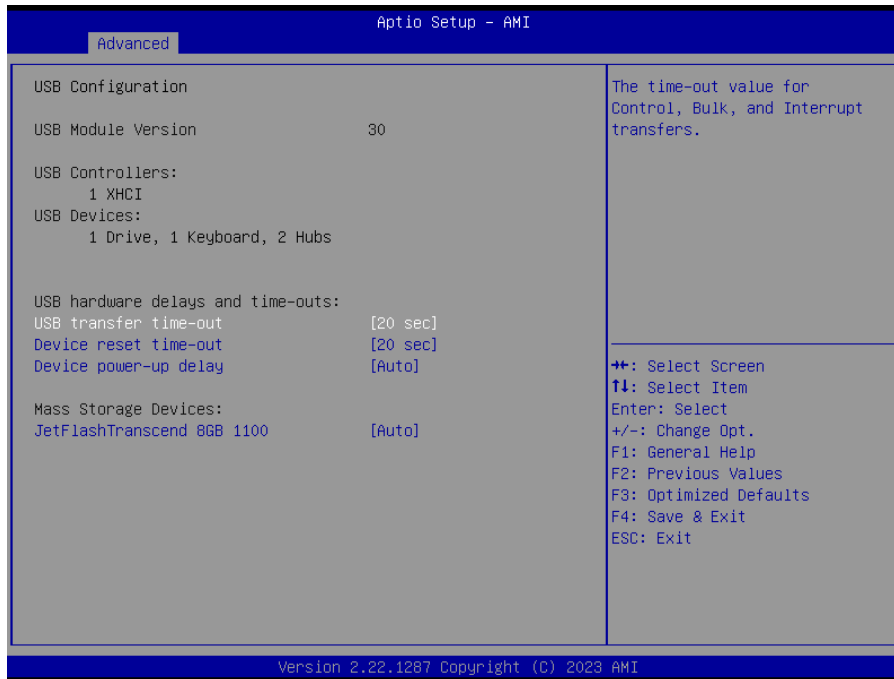 Aptio Setup - AMI
Advanced
USB Configuration
USB Module Version 30
USB Controllers:
1 XHCI
USB Devices:
1 Drive, 1 Keyboard, 2 Hubs
USB hardware delays and time-outs:
USB transfer time-out [20 sec]
Device reset time-out [20 sec]
Device power-up delay [Auto]
Mass Storage Devices:
JetFlashTranscend 8GB 1100 [Auto]
The time-out value for
Control, Bulk, and Interrupt
transfers.
→←: Select Screen
↑↓: Select Item
Enter: Select
+/-: Change Opt.
F1: General Help
F2: Previous Values
F3: Optimized Defaults
F4: Save & Exit
ESC: Exit
Version 2.22.1287 Copyright (C) 2023 AMI